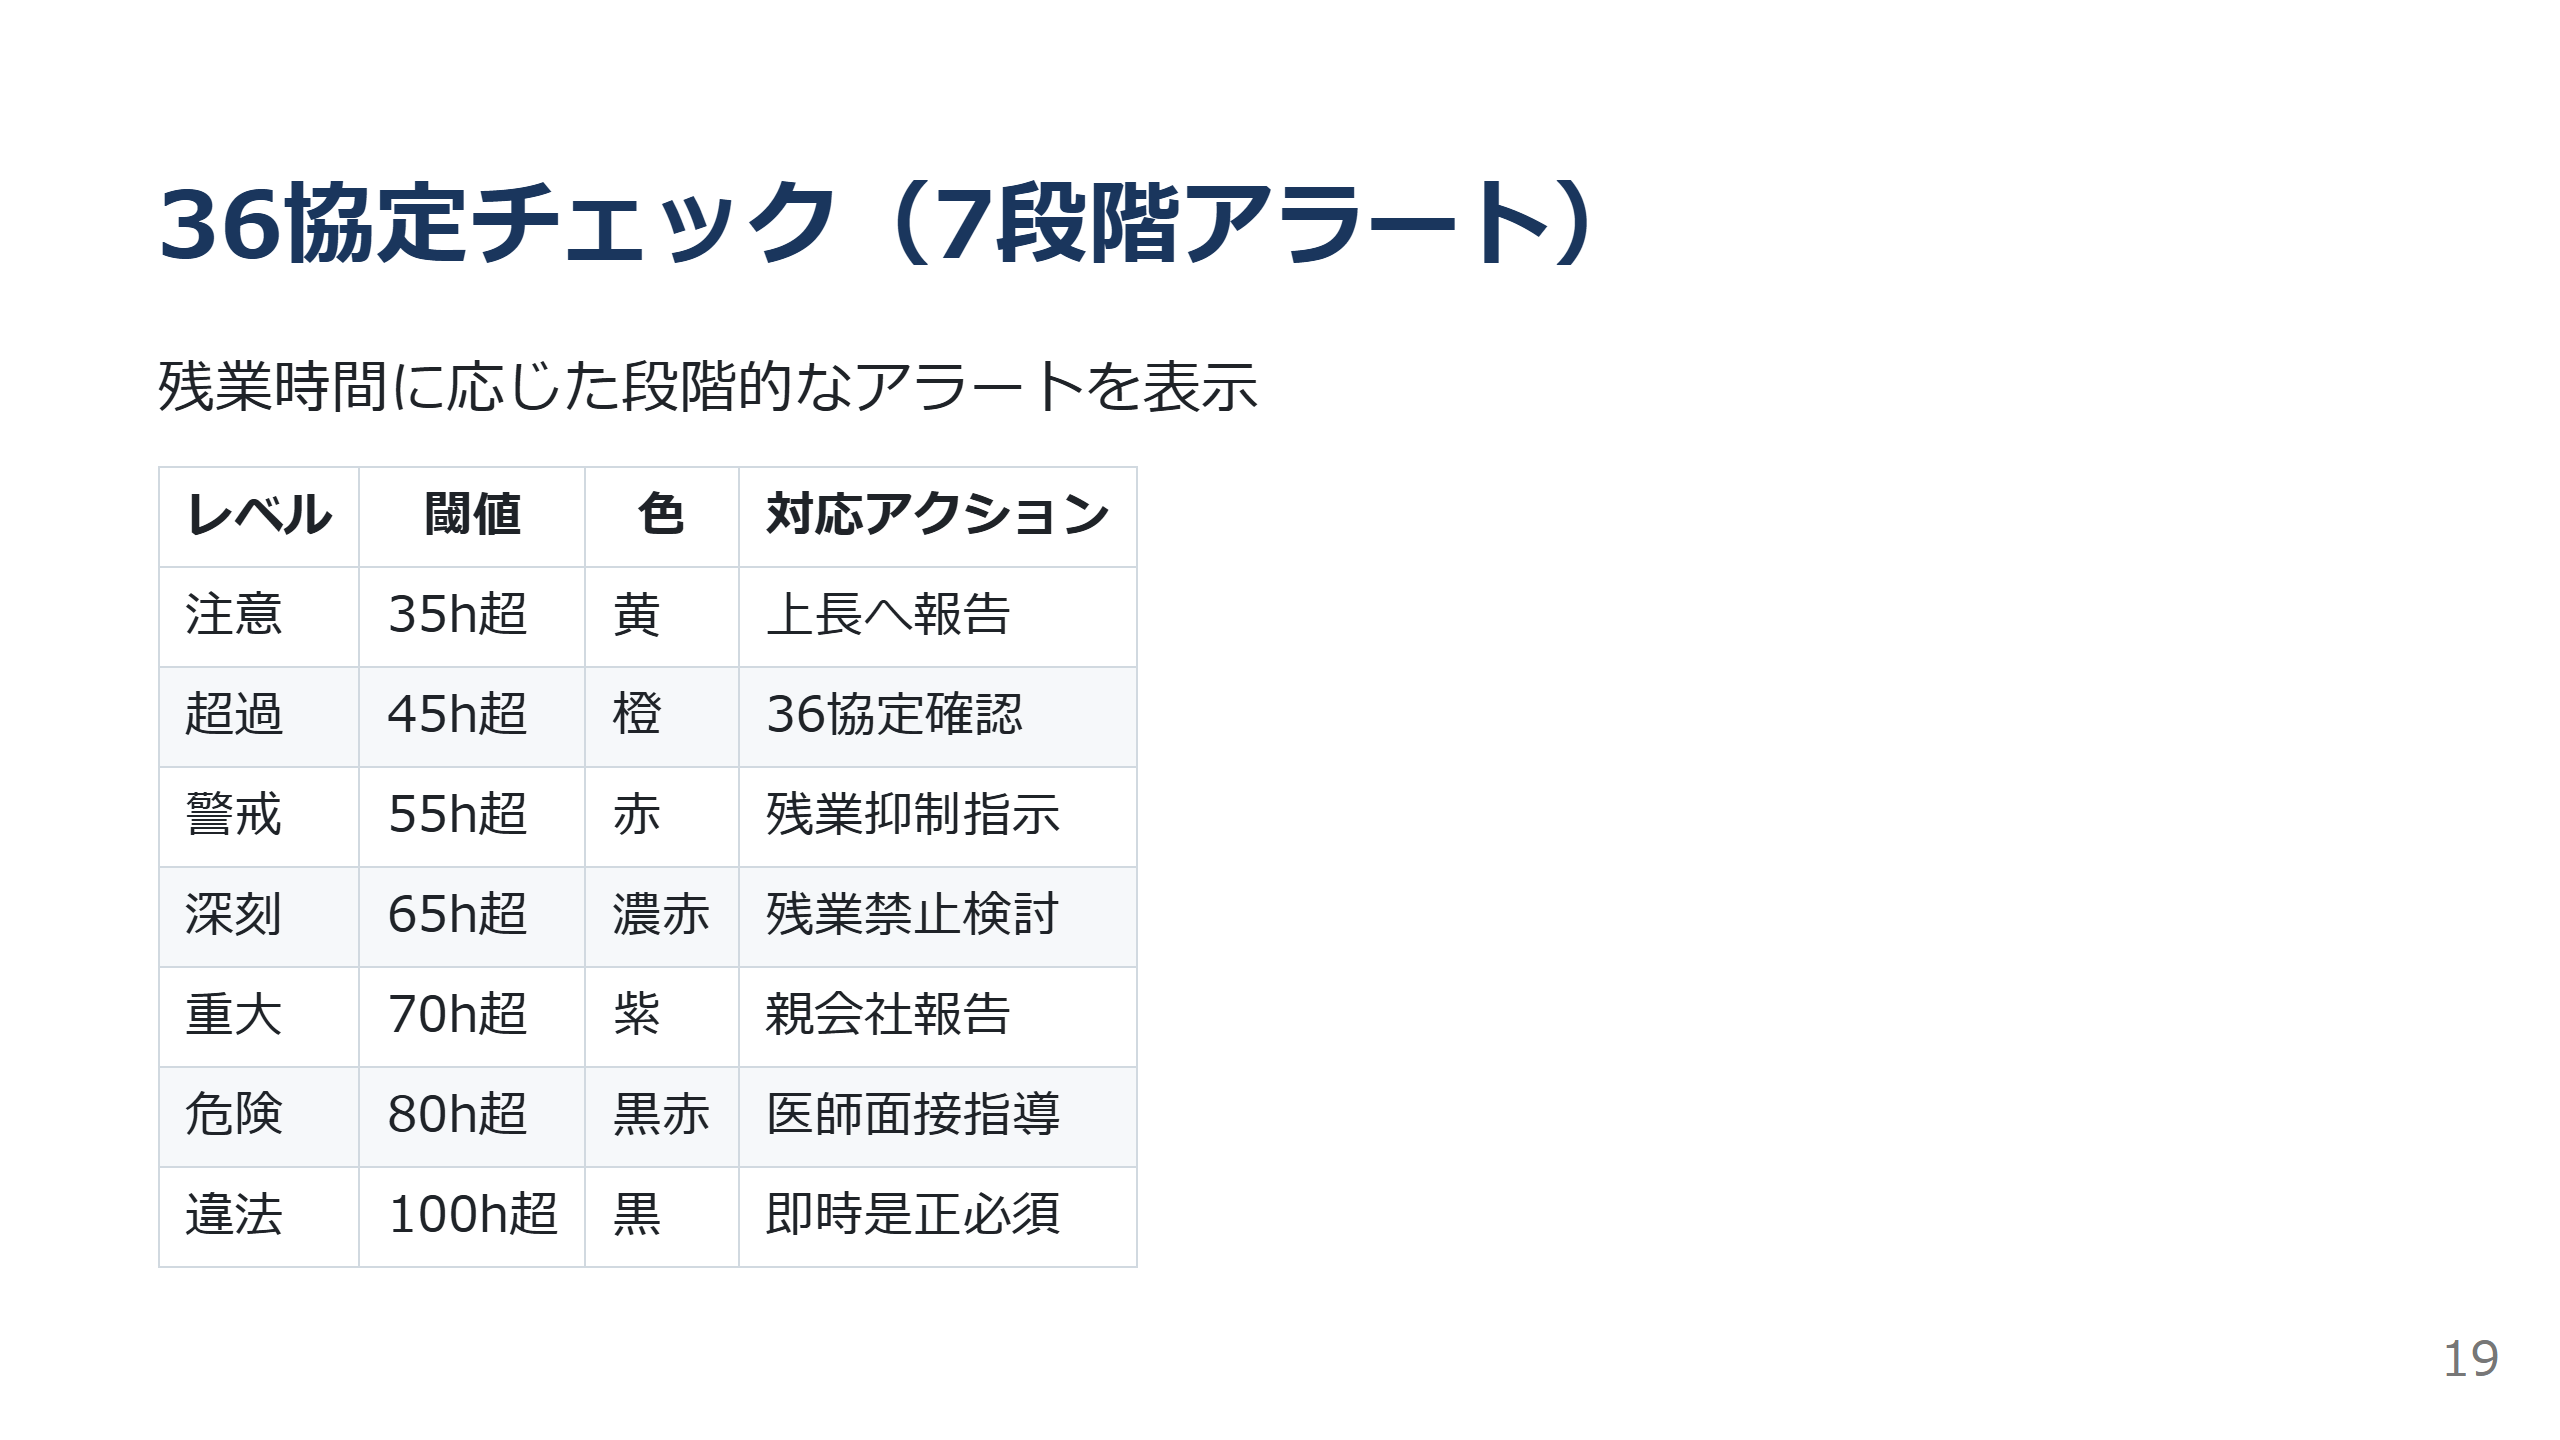 36協定チェック（7段階アラート）
残業時間に応じた段階的なアラートを表示
レベル 閾値 色 対応アクション
注意 35h超 黄 上長へ報告
超過 45h超 橙 36協定確認
警戒 55h超 赤 残業抑制指示
深刻 65h超 濃赤 残業禁止検討
重大 70h超 紫 親会社報告
危険 80h超 黒赤 医師面接指導
違法 100h超 黒 即時是正必須
19